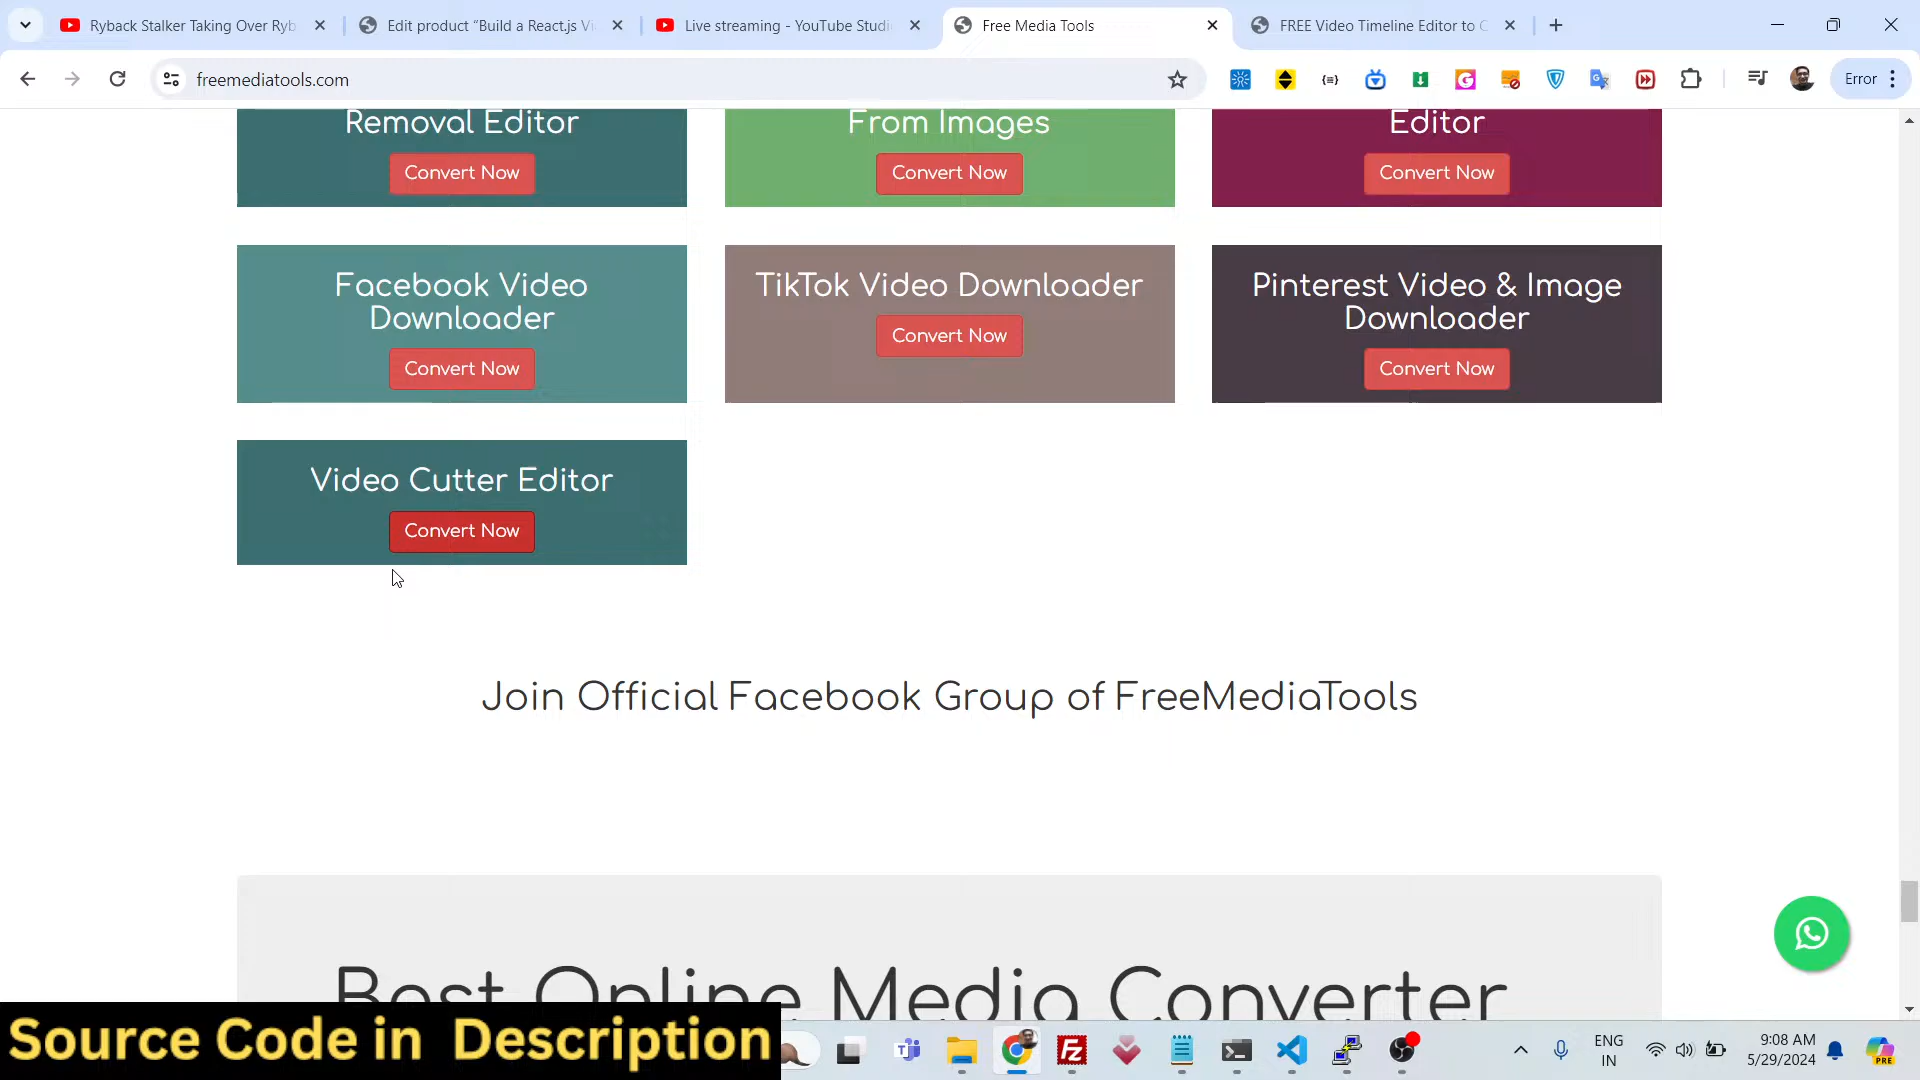 Ryback Stalker Taking Over Ryb
Edit product “Build a React.js Vi
Live streaming - YouTube Studi
Free Media Tools
FREE Video Timeline Editor to C
freemediatools.com
Error
Removal Editor
Convert Now
From Images
Convert Now
Editor
Convert Now
Facebook Video
Downloader
Convert Now
TikTok Video Downloader
Convert Now
Pinterest Video & Image
Downloader
Convert Now
Video Cutter Editor
Convert Now
Join Official Facebook Group of FreeMediaTools
Best Online Media Converter
Source Code in Description
ENG
IN
9:08 AM
5/29/2024
PRE